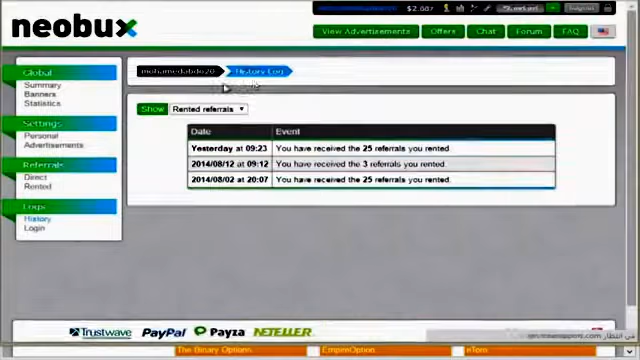 neobux
View Advertisements
Offers
Chat
Forum
FAQ
Global
Summary
Banners
Statistics
Settings
Personal
Advertisements
Referrals
Direct
Rented
Logs
History
Login
History Log
Show
Rented referrals
Date Event
Yesterday at 09:23 You have received the 25 referrals you rented.
2014/08/12 at 09:12 You have received the 3 referrals you rented.
2014/08/02 at 20:07 You have received the 25 referrals you rented.
Trustwave
PayPal
Payza
NETELLER
في انتظار
The Binary Option.
EmpireOption.
eToro